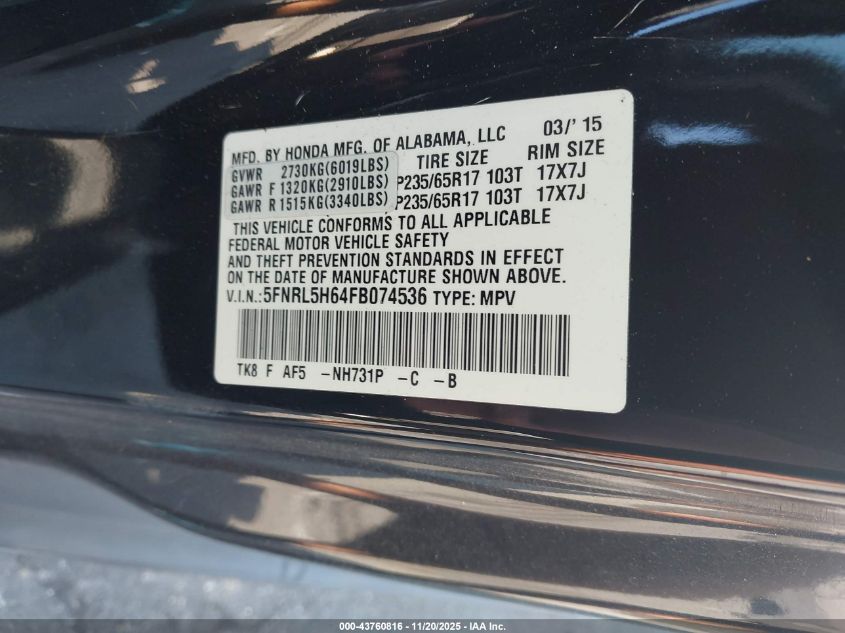 MFD. BY HONDA MFG. OF ALABAMA, LLC 03/' 15
GVWR 2730KG(6019LBS) TIRE SIZE RIM SIZE
GAWR F 1320KG(2910LBS) P235/65R17 103T 17X7J
GAWR R 1515KG(3340LBS) P235/65R17 103T 17X7J
THIS VEHICLE CONFORMS TO ALL APPLICABLE
FEDERAL MOTOR VEHICLE SAFETY
AND THEFT PREVENTION STANDARDS IN EFFECT
ON THE DATE OF MANUFACTURE SHOWN ABOVE.
V.I.N.:5FNRL5H64FB074536 TYPE: MPV
TK8 F AF5 -NH731P -C -B
000-43760816 - 11/20/2025 - IAA Inc.